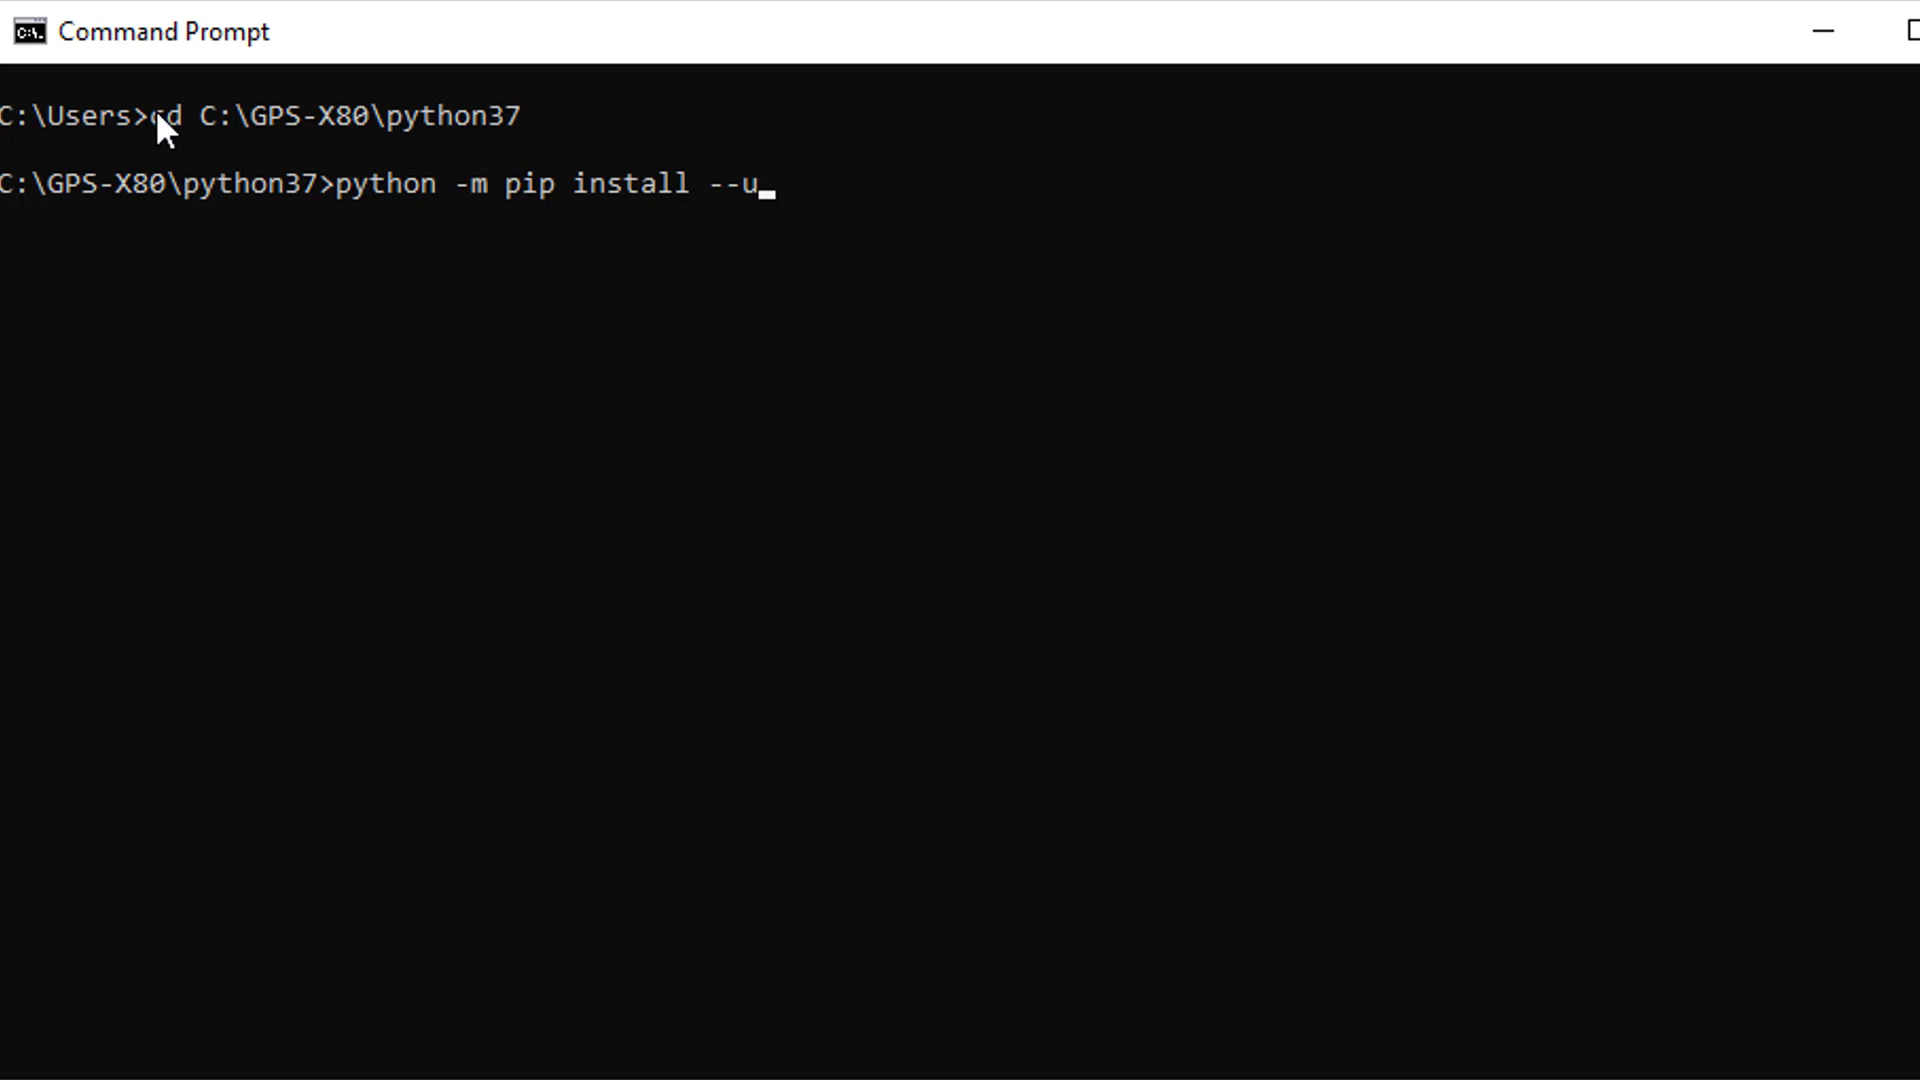 Command Prompt
C:\Users>cd C:\GPS-X80\python37
C:\GPS-X80\python37>python -m pip install --u